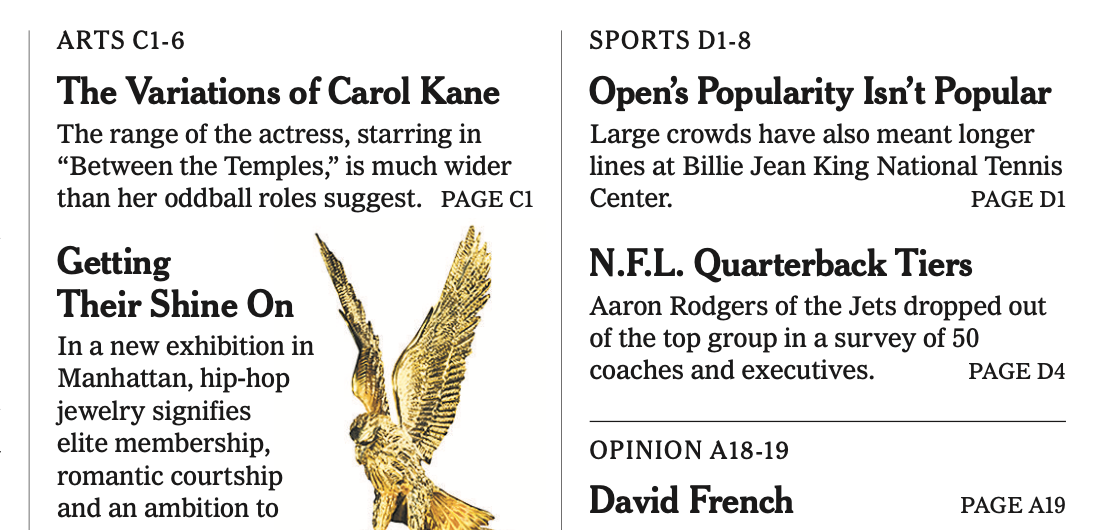 ARTS C1-6
The Variations of Carol Kane
The range of the actress, starring in
“Between the Temples,” is much wider
than her oddball roles suggest. PAGE C1
Getting
Their Shine On
In a new exhibition in
Manhattan, hip-hop
jewelry signifies
elite membership,
romantic courtship
and an ambition to
SPORTS D1-8
Open’s Popularity Isn’t Popular
Large crowds have also meant longer
lines at Billie Jean King National Tennis
Center. PAGE D1
N.F.L. Quarterback Tiers
Aaron Rodgers of the Jets dropped out
of the top group in a survey of 50
coaches and executives. PAGE D4
OPINION A18-19
David French PAGE A19